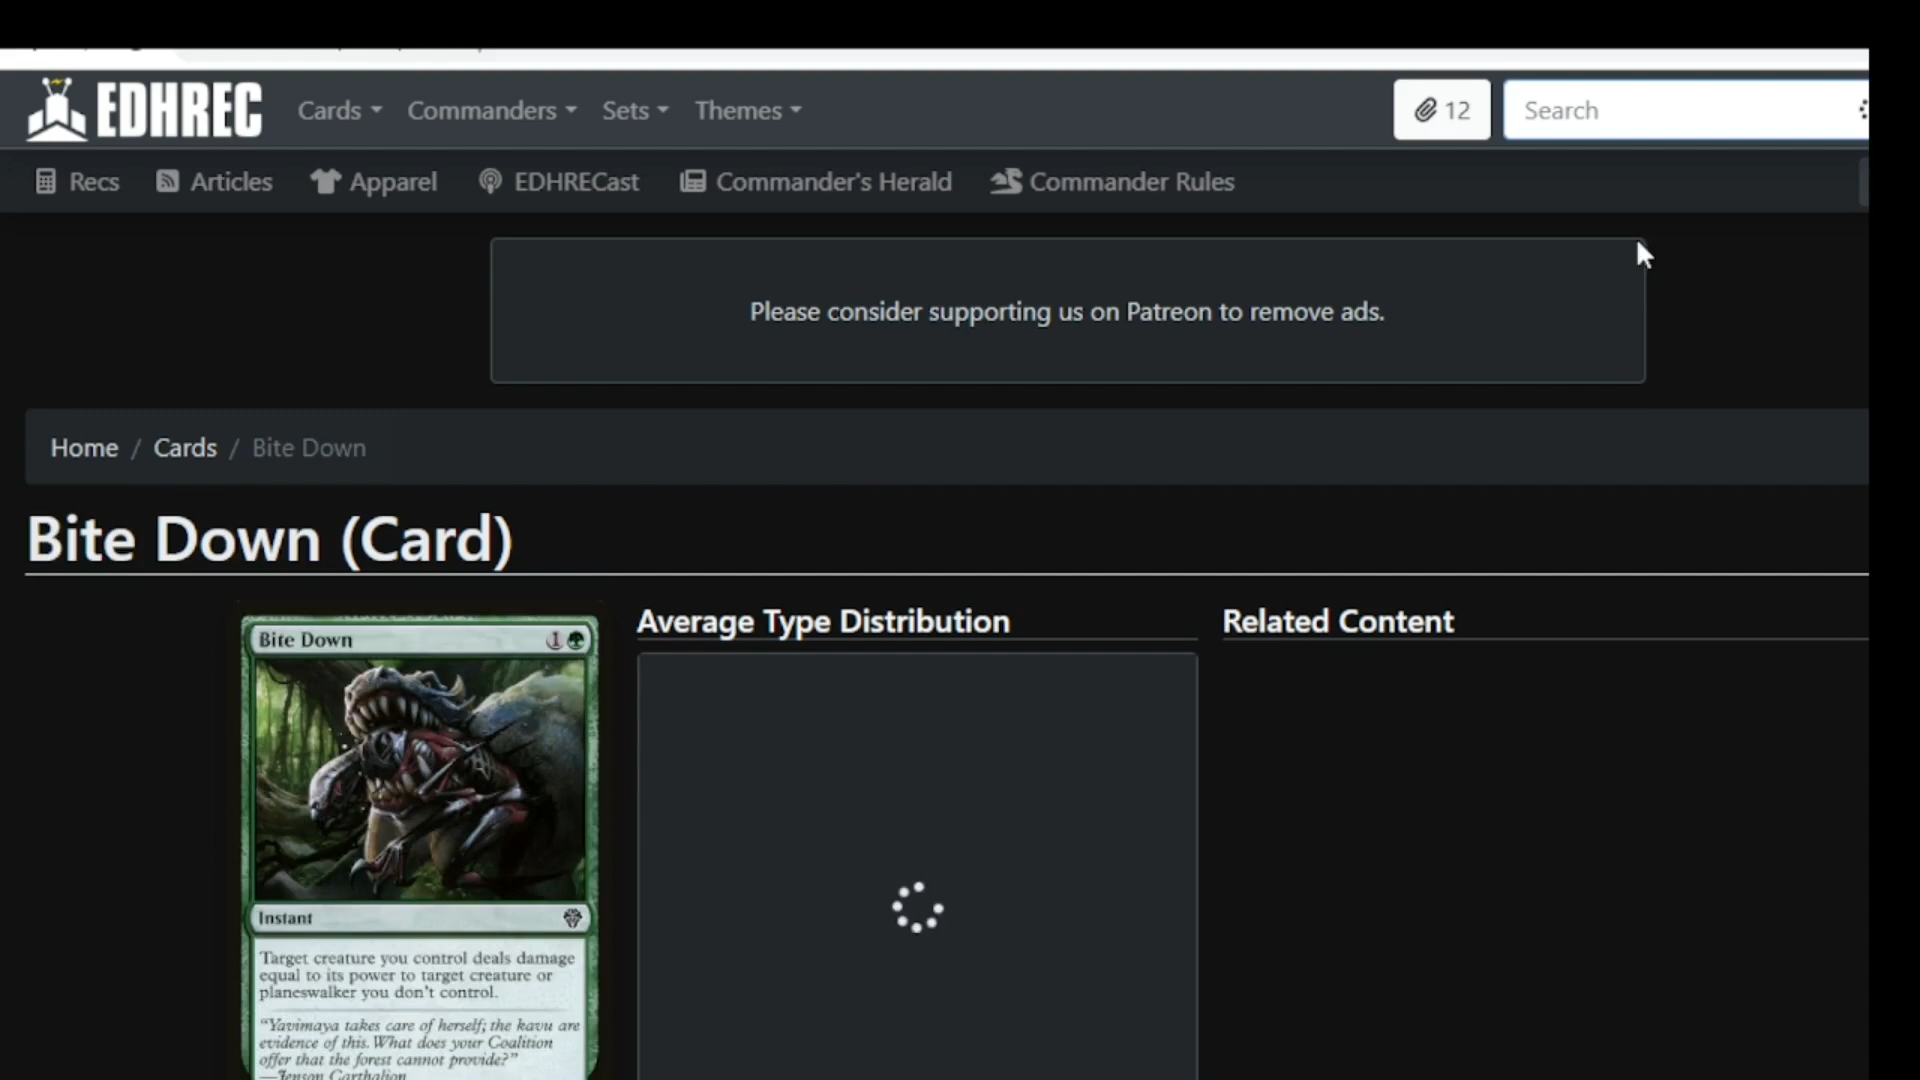 EDHREC
Cards
Commanders
Sets
Themes
12
Search
Recs
Articles
Apparel
EDHRECast
Commander's Herald
Commander Rules
Please consider supporting us on Patreon to remove ads.
Home / Cards / Bite Down
Bite Down (Card)
Average Type Distribution
Related Content
Bite Down 1
Instant
Target creature you control deals damage
equal to its power to target creature or
planeswalker you don't control.
"Yavimaya takes care of herself; the kavu are
evidence of this. What does your Coalition
offer that the forest cannot provide?"
—Jenson Carthalion